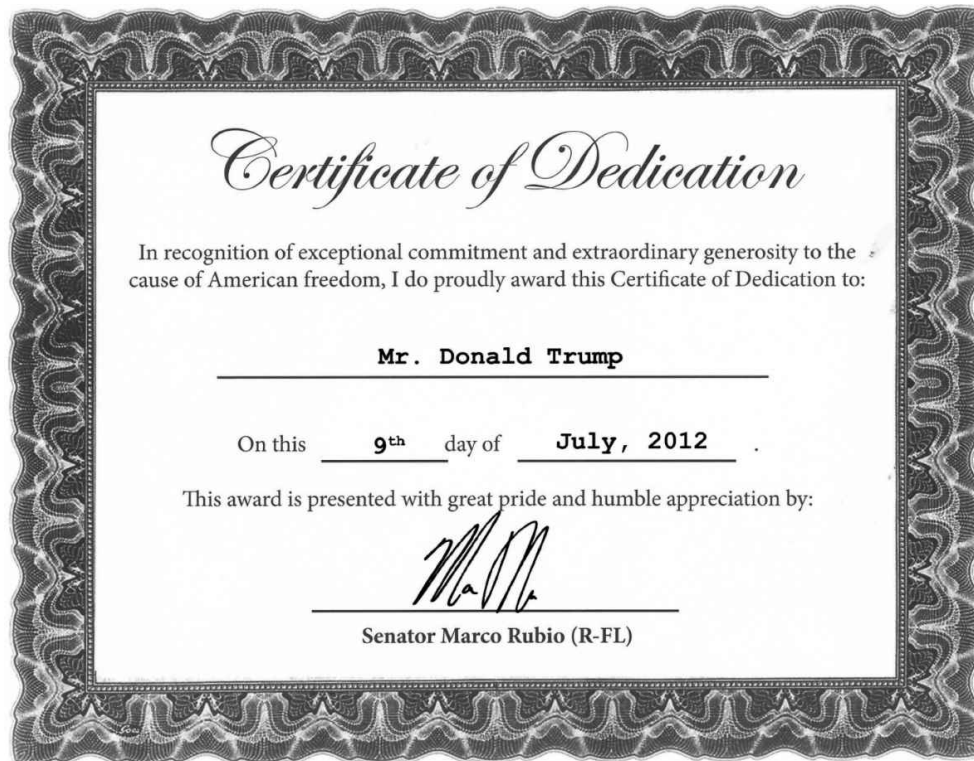 Certificate of Dedication
In recognition of exceptional commitment and extraordinary generosity to the
cause of American freedom, I do proudly award this Certificate of Dedication to:
Mr. Donald Trump
On this 9th day of July, 2012 .
This award is presented with great pride and humble appreciation by:
Senator Marco Rubio (R-FL)